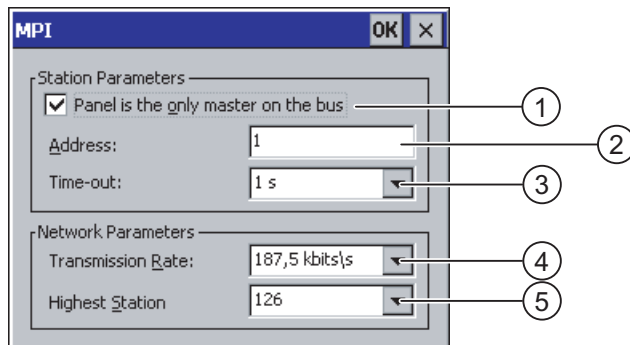 MPI OK ×
Station Parameters
Panel is the only master on the bus 1
Address: 1 2
Time-out: 1 s 3
Network Parameters
Transmission Rate: 187,5 kbits\s 4
Highest Station 126 5